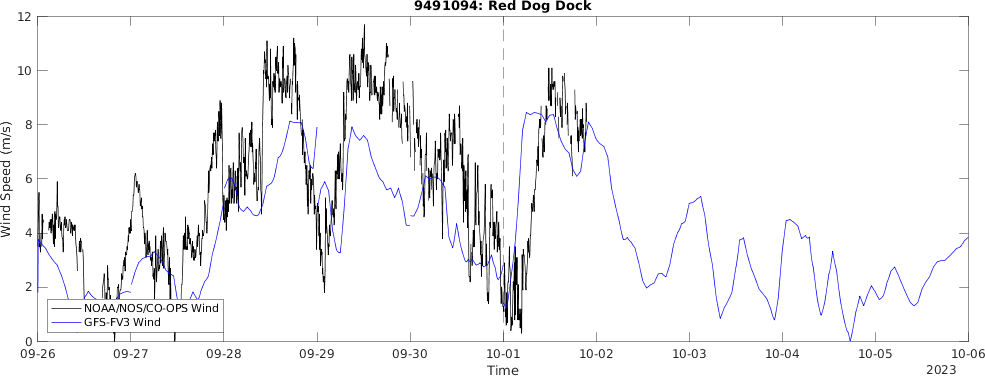 9491094: Red Dog Dock
12
10
8
6
4
2
0
Wind Speed (m/s)
NOAA/NOS/CO-OPS Wind
GFS-FV3 Wind
09-26 09-27 09-28 09-29 09-30 10-01 10-02 10-03 10-04 10-05 10-06
Time
2023